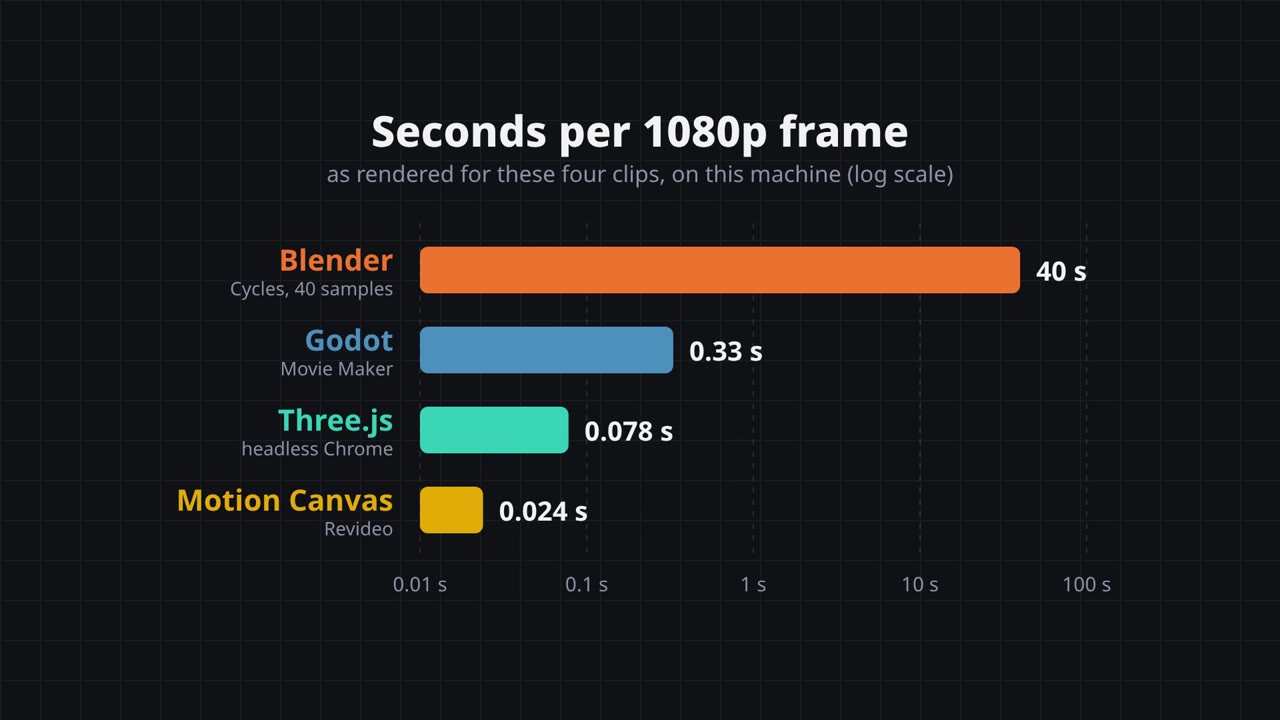 Seconds per 1080p frame
as rendered for these four clips, on this machine (log scale)
Blender
Cycles, 40 samples
40 s
Godot
Movie Maker
0.33 s
Three.js
headless Chrome
0.078 s
Motion Canvas
Revideo
0.024 s
0.01 s
0.1 s
1 s
10 s
100 s